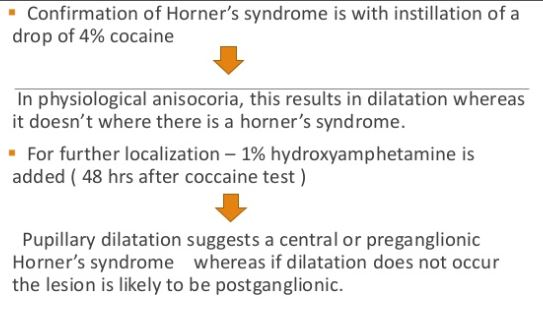 ▪ Confirmation of Horner's syndrome is with instillation of a
drop of 4% cocaine
In physiological anisocoria, this results in dilatation whereas
it doesn't where there is a horner's syndrome.
▪ For further localization – 1% hydroxyamphetamine is
added ( 48 hrs after coccaine test )
Pupillary dilatation suggests a central or preganglionic
Horner's syndrome whereas if dilatation does not occur
the lesion is likely to be postganglionic.